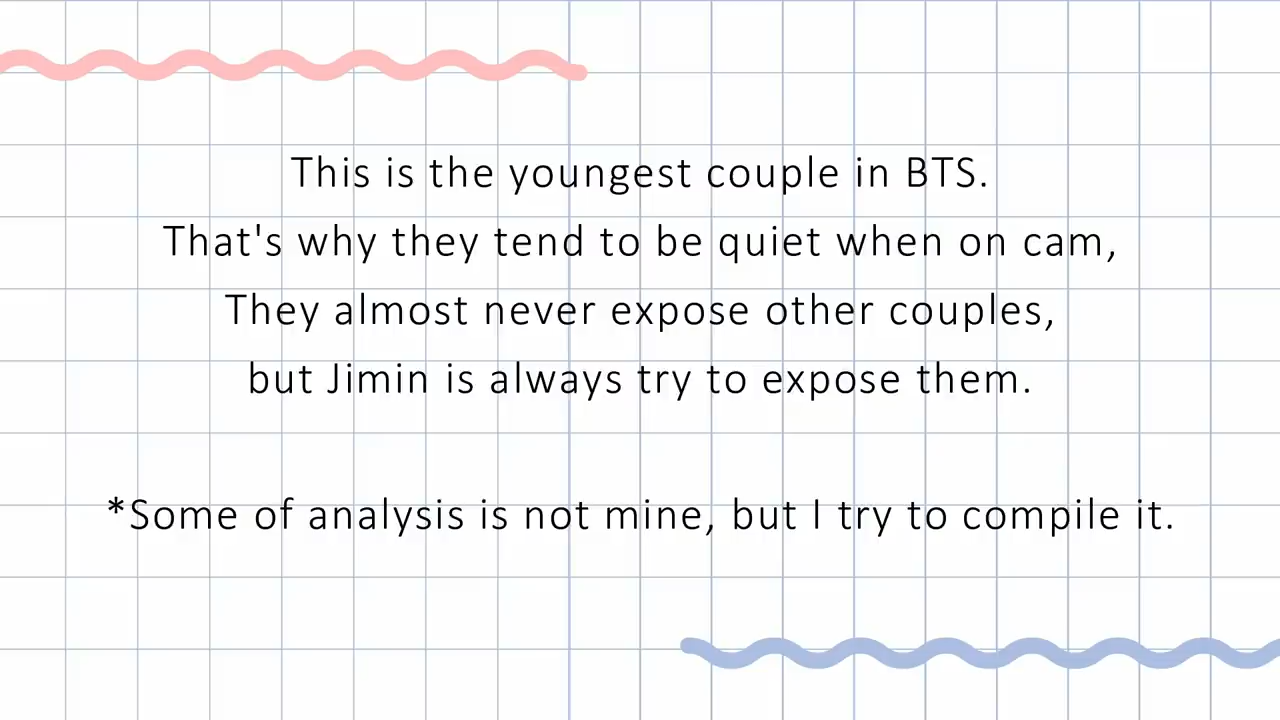 This is the youngest couple in BTS.
That's why they tend to be quiet when on cam,
They almost never expose other couples,
but Jimin is always try to expose them.
*Some of analysis is not mine, but I try to compile it.